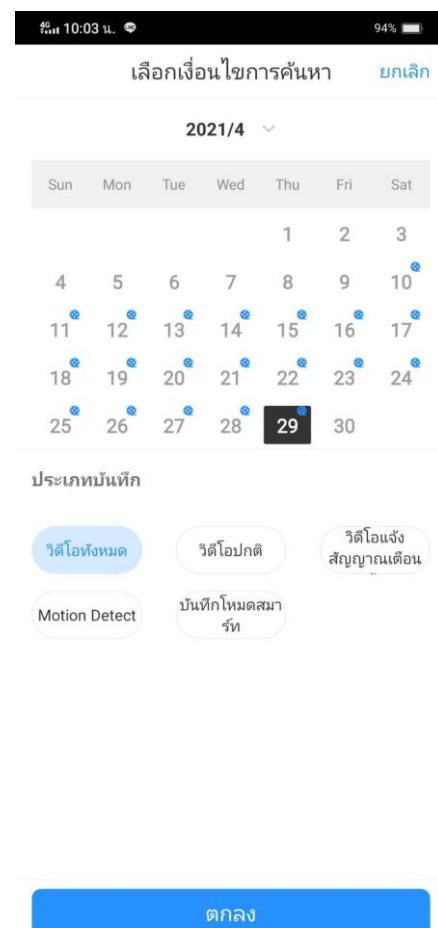 4G 10:03 น. 94%
เลือกเงื่อนไขการค้นหา ยกเลิก
2021/4
Sun Mon Tue Wed Thu Fri Sat
1 2 3
4 5 6 7 8 9 10
11 12 13 14 15 16 17
18 19 20 21 22 23 24
25 26 27 28 29 30
ประเภทบันทึก
วิดีโอทั้งหมด วิดีโอปกติ วิดีโอแจ้ง
สัญญาณเตือน
Motion Detect บันทึกโหมดสมา
ร์ท
ตกลง